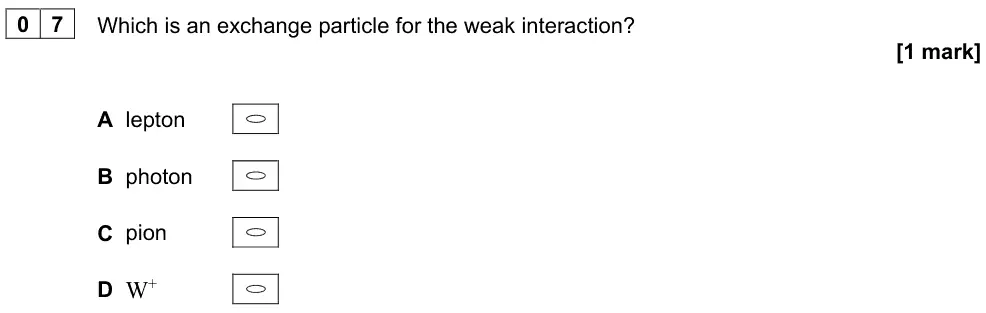 0 7 Which is an exchange particle for the weak interaction?
[1 mark]
A lepton
B photon
C pion
D W⁺